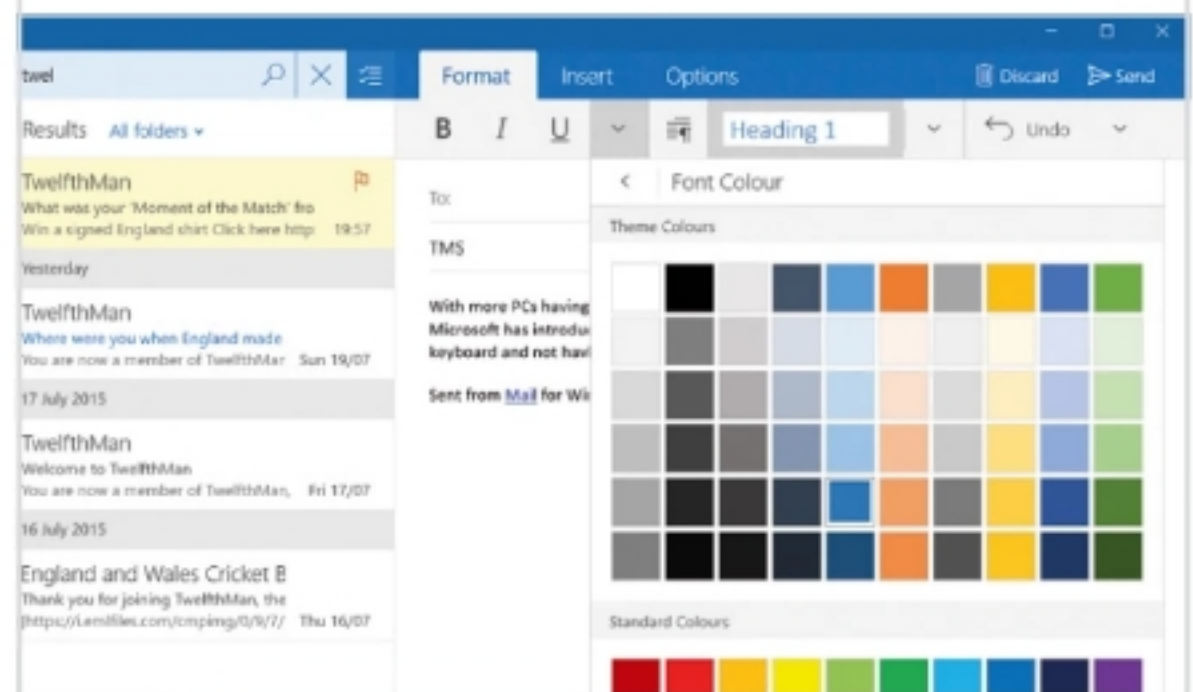 twel
Format Insert Options Discard Send
Results All folders
B I U Heading 1 Undo
TwelfthMan
What was your 'Moment of the Match' fro
Win a signed England shirt Click here http: 19:57
Yesterday
TwelfthMan
Where were you when England made
You are now a member of TwelfthMar Sun 19/07
17 July 2015
TwelfthMan
Welcome to TwelfthMan
You are now a member of TwelfthMan, Fri 17/07
16 July 2015
England and Wales Cricket B
Thank you for joining TwelfthMan, the
Thu 16/07
To:
TMS
With more PCs having
Microsoft has introdu
keyboard and not havi
Sent from Mail for Wi
Font Colour
Theme Colours
Standard Colours